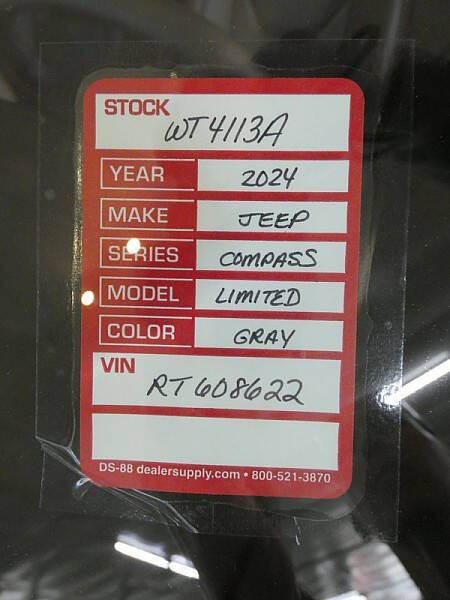 STOCK
WT4113A
YEAR 2024
MAKE JEEP
SERIES COMPASS
MODEL LIMITED
COLOR GRAY
VIN
RT608622
DS-88 dealersupply.com • 800-521-3870